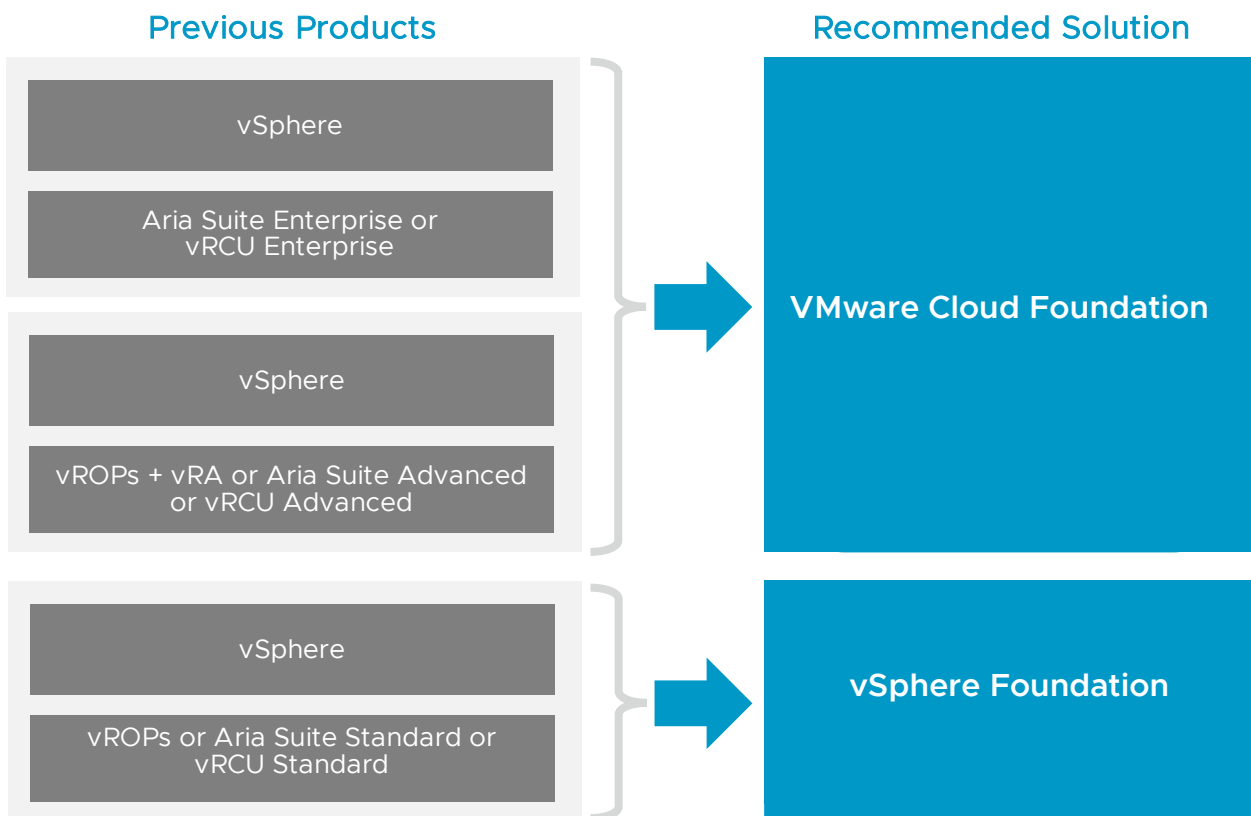 Previous Products
Recommended Solution
vSphere
Aria Suite Enterprise or
vRCU Enterprise
vSphere
vROPs + vRA or Aria Suite Advanced
or vRCU Advanced
VMware Cloud Foundation
vSphere
vROPs or Aria Suite Standard or
vRCU Standard
vSphere Foundation